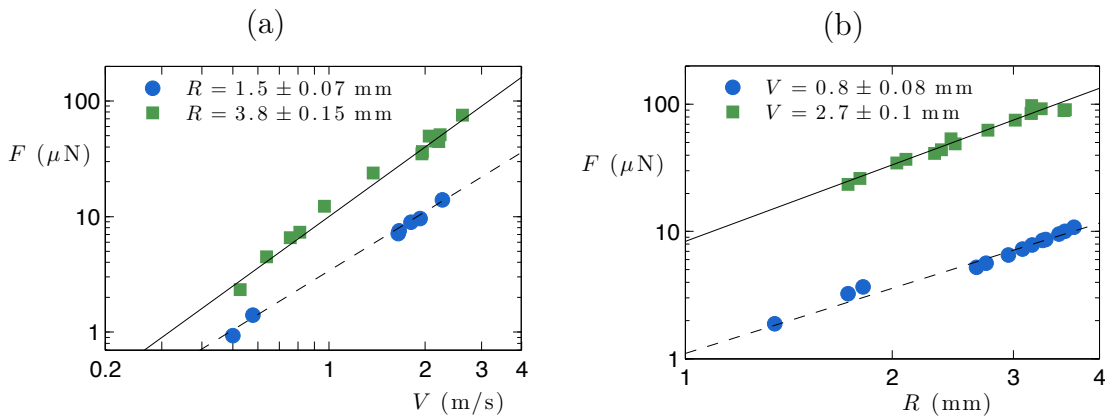 (a)
R = 1.5 ± 0.07 mm
R = 3.8 ± 0.15 mm
100
10
1
F (μN)
0.2
1
2
3
4
V (m/s)
(b)
V = 0.8 ± 0.08 mm
V = 2.7 ± 0.1 mm
100
10
1
F (μN)
1
2
3
4
R (mm)